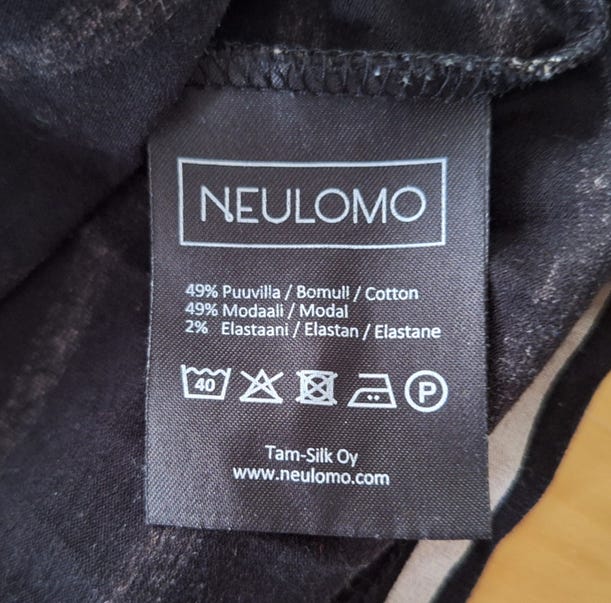 NEULOMO
49% Puuvilla / Bomull / Cotton
49% Modaali / Modal
2% Elastaani / Elastan / Elastane
40 P
Tam-Silk Oy
www.neulomo.com